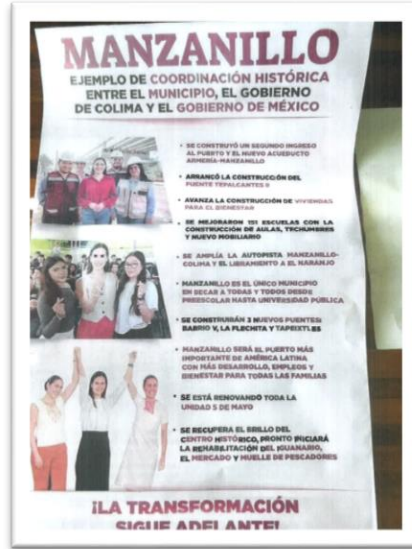 MANZANILLO
EJEMPLO DE COORDINACIÓN HISTÓRICA
ENTRE EL MUNICIPIO, EL GOBIERNO
DE COLIMA Y EL GOBIERNO DE MÉXICO
• SE CONSTRUYÓ UN SEGUNDO INGRESO
AL PUERTO Y EL NUEVO ACUEDUCTO
ARMERÍA-MANZANILLO
• ARRANCÓ LA CONSTRUCCIÓN DEL
PUENTE TEPALCANTES II
• AVANZA LA CONSTRUCCIÓN DE VIVIENDAS
PARA EL BIENESTAR
• SE MEJORARON 151 ESCUELAS CON LA
CONSTRUCCIÓN DE AULAS, TECHUMBRES
Y NUEVO MOBILIARIO
• SE AMPLÍA LA AUTOPISTA MANZANILLO-
COLIMA Y EL LIBRAMIENTO A EL NARANJO
• MANZANILLO ES EL ÚNICO MUNICIPIO
EN BECAR A TODAS Y TODOS DESDE
PREESCOLAR HASTA UNIVERSIDAD PÚBLICA
• SE CONSTRUIRÁN 3 NUEVOS PUENTES:
BARRIO V, LA FLECHITA Y TAPEIXTLES
• MANZANILLO SERÁ EL PUERTO MÁS
IMPORTANTE DE AMÉRICA LATINA
CON MÁS DESARROLLO, EMPLEOS Y
BIENESTAR PARA TODAS LAS FAMILIAS
• SE ESTÁ RENOVANDO TODA LA
UNIDAD 5 DE MAYO
• SE RECUPERA EL BRILLO DEL
CENTRO HISTÓRICO, PRONTO INICIARÁ
LA REHABILITACIÓN DEL IGUANARIO,
EL MERCADO Y MUELLE DE PESCADORES
¡LA TRANSFORMACIÓN
SIGUE ADELANTE!